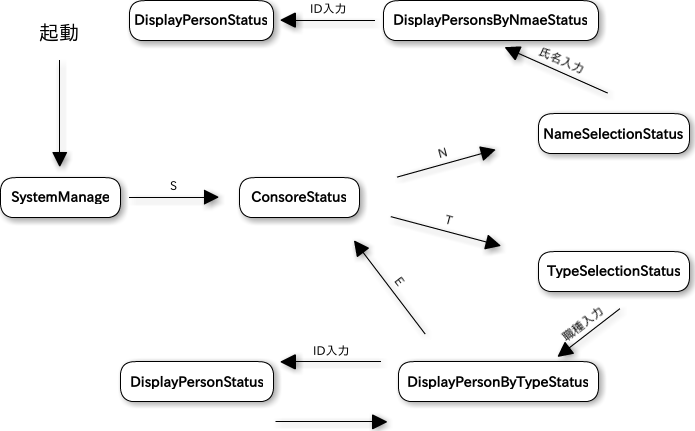 DisplayPersonStatus
ID入力
DisplayPersonsByNmaeStatus
起動
氏名入力
NameSelectionStatus
N
SystemManage
S
ConsoreStatus
T
TypeSelectionStatus
E
職種入力
DisplayPersonStatus
ID入力
DisplayPersonByTypeStatus